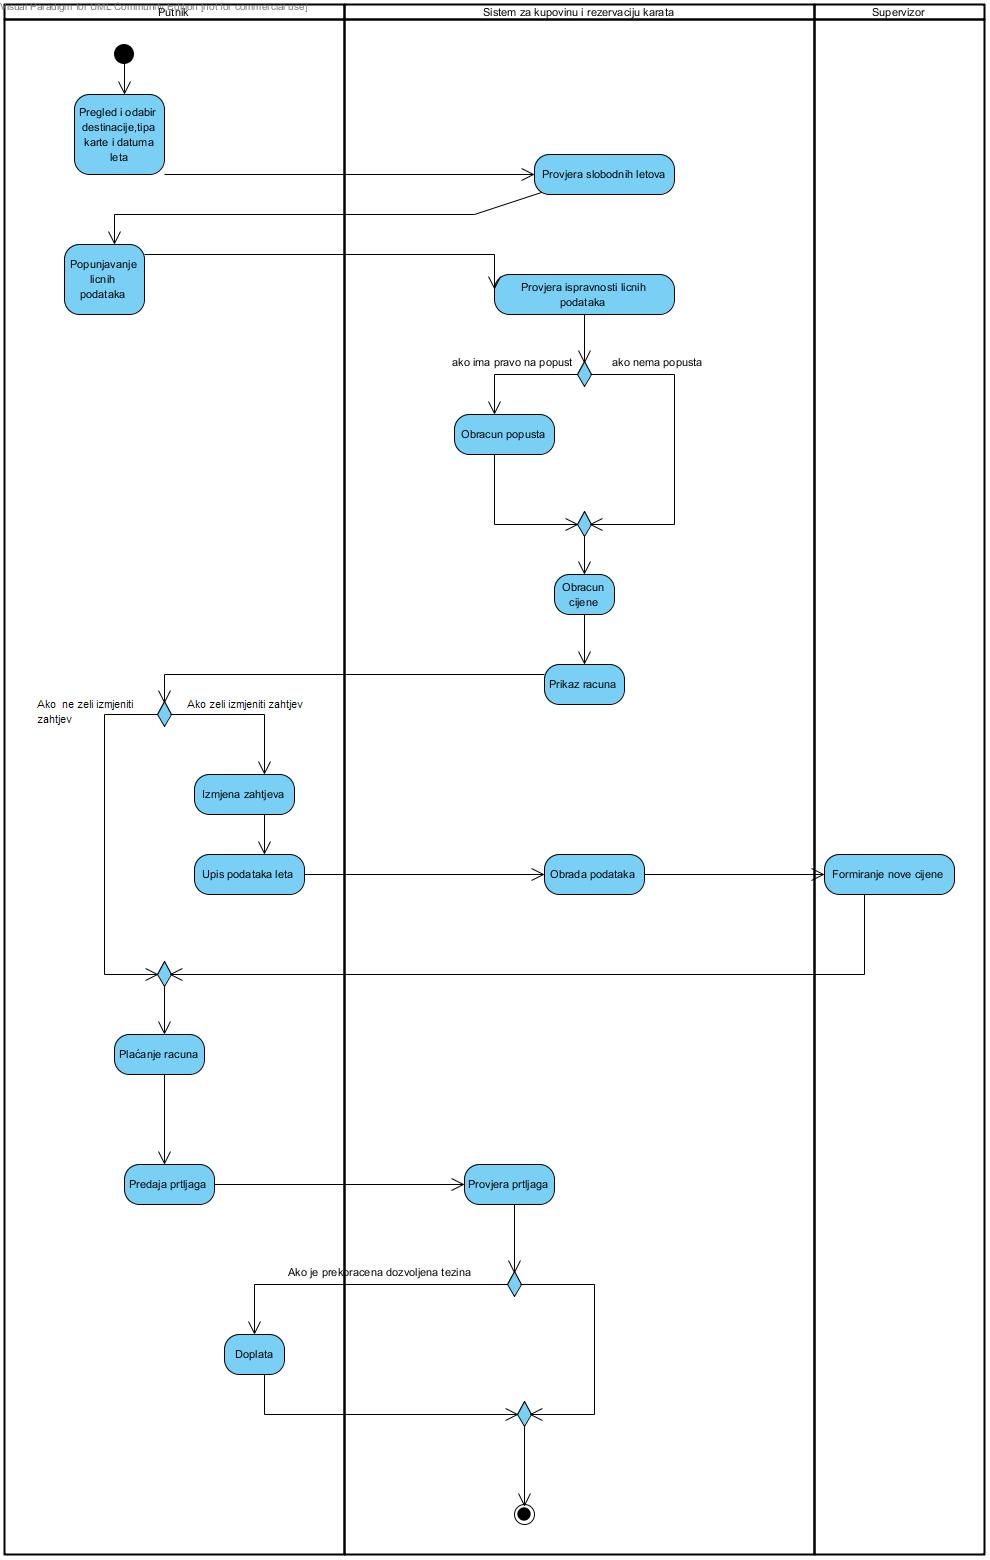 Visual Paradigm for UML Community Edition [not for commercial use]
Putnik
Sistem za kupovinu i rezervaciju karata
Supervizor
Pregled i odabir
destinacije,tipa
karte i datuma
leta
Provjera slobodnih letova
Popunjavanje
licnih
podataka
Provjera ispravnosti licnih
podataka
ako ima pravo na popust
ako nema popusta
Obracun popusta
Obracun
cijene
Prikaz racuna
Ako ne zeli izmjeniti
zahtjev
Ako zeli izmjeniti zahtjev
Izmjena zahtjeva
Upis podataka leta
Obrada podataka
Formiranje nove cijene
Plaćanje racuna
Predaja prtljaga
Provjera prtljaga
Ako je prekoracena dozvoljena tezina
Doplata